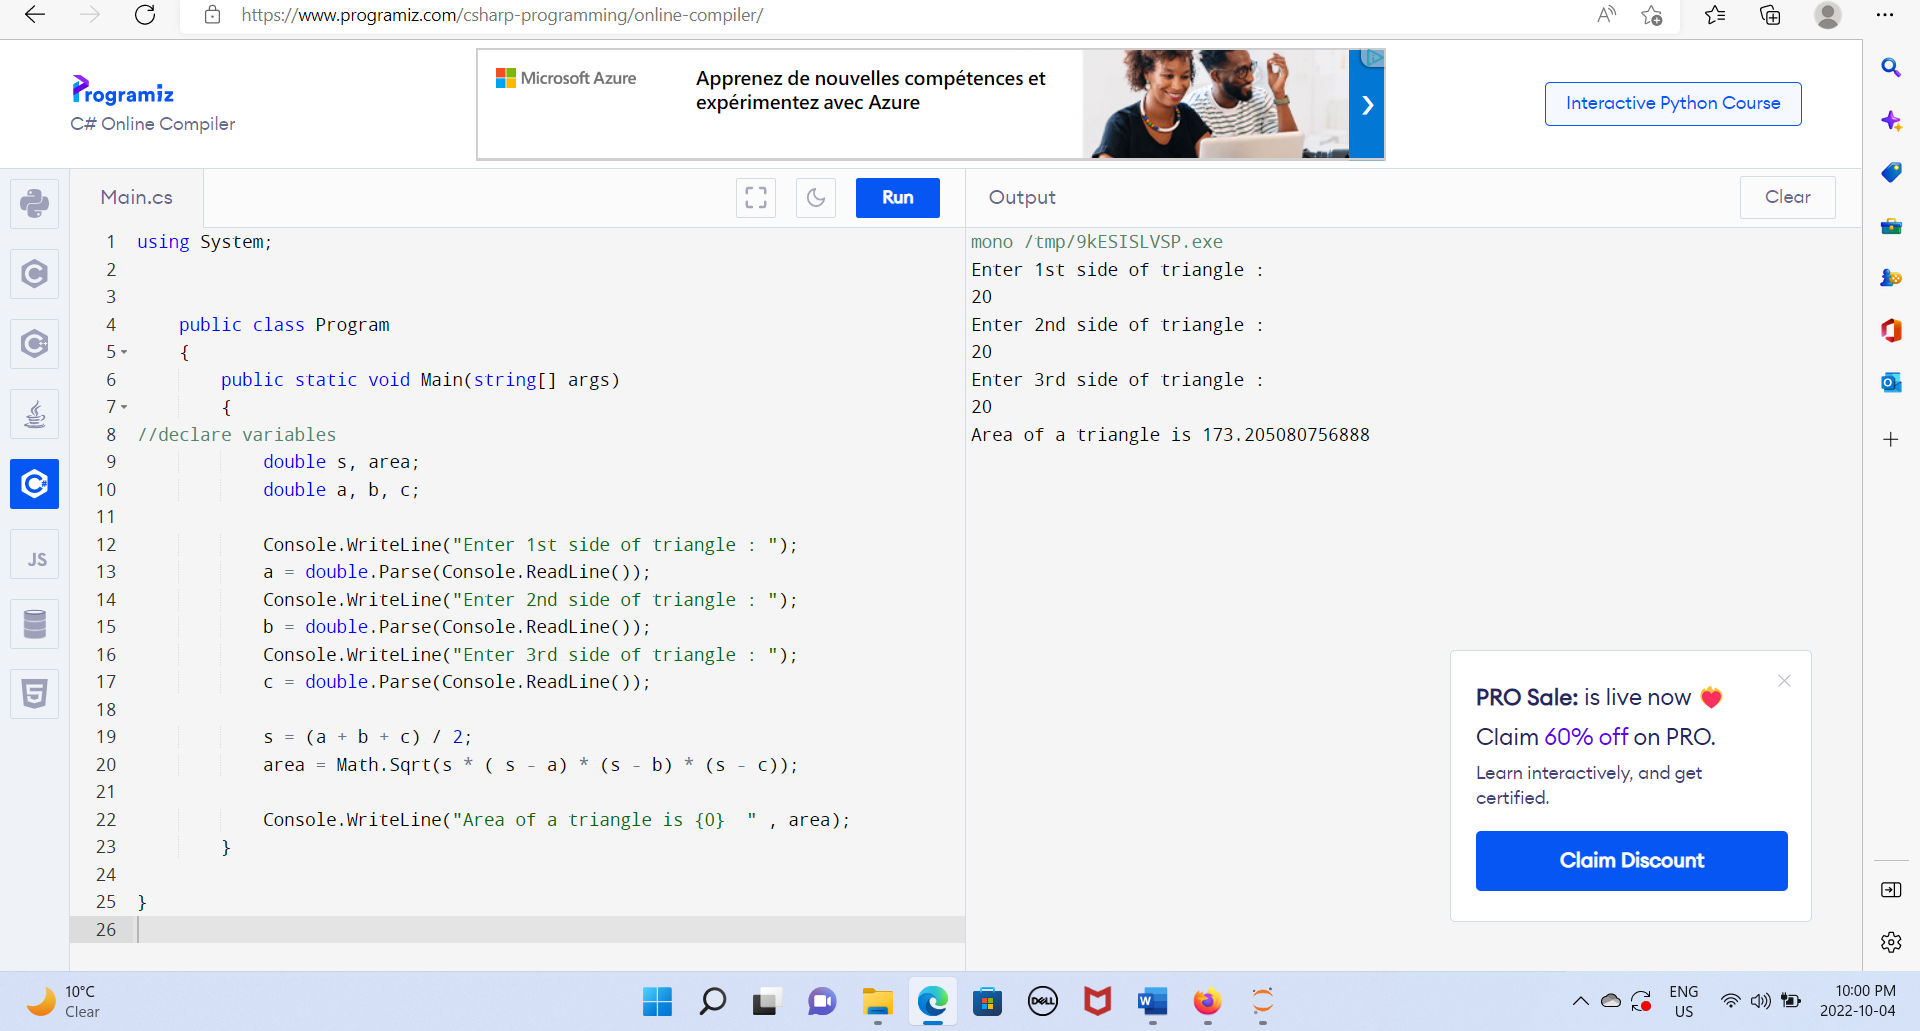 https://www.programiz.com/csharp-programming/online-compiler/
Programiz
C# Online Compiler
Microsoft Azure
Apprenez de nouvelles compétences et
expérimentez avec Azure
Interactive Python Course
Main.cs
Run
Output
Clear
1 using System;
2
3
4 public class Program
5 {
6 public static void Main(string[] args)
7 {
8 //declare variables
9 double s, area;
10 double a, b, c;
11
12 Console.WriteLine("Enter 1st side of triangle : ");
13 a = double.Parse(Console.ReadLine());
14 Console.WriteLine("Enter 2nd side of triangle : ");
15 b = double.Parse(Console.ReadLine());
16 Console.WriteLine("Enter 3rd side of triangle : ");
17 c = double.Parse(Console.ReadLine());
18
19 s = (a + b + c) / 2;
20 area = Math.Sqrt(s * ( s - a) * (s - b) * (s - c));
21
22 Console.WriteLine("Area of a triangle is {0}  " , area);
23 }
24
25 }
26
mono /tmp/9kESISLVSP.exe
Enter 1st side of triangle :
20
Enter 2nd side of triangle :
20
Enter 3rd side of triangle :
20
Area of a triangle is 173.205080756888
JS
PRO Sale: is live now
Claim 60% off on PRO.
Learn interactively, and get
certified.
Claim Discount
10°C
Clear
DELL
ENG
US
10:00 PM
2022-10-04